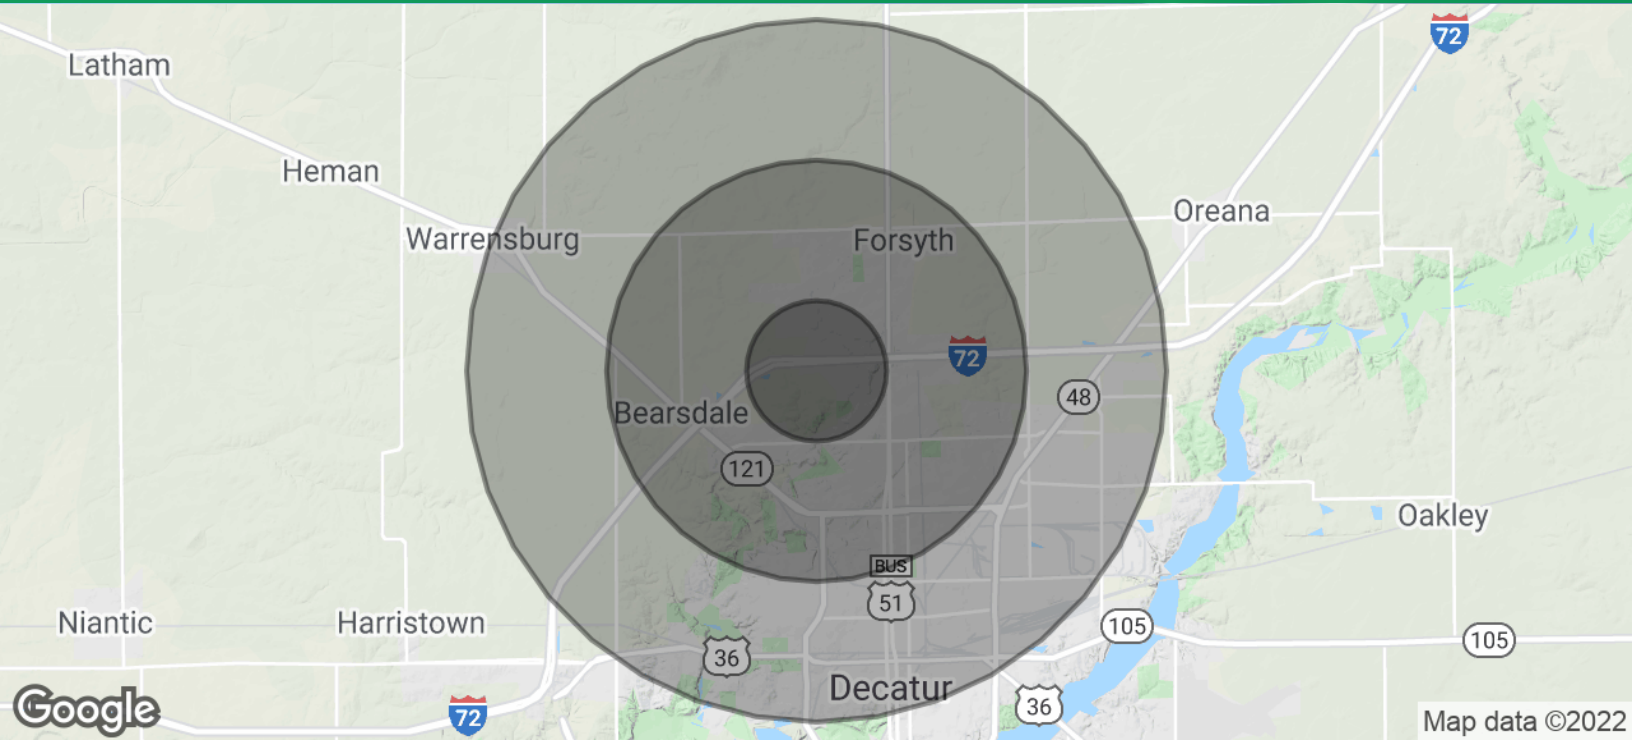 72
Latham
Heman
Oreana
Warrensburg
Forsyth
72
48
Bearsdale
121
Oakley
BUS
51
Niantic
Harristown
105
105
36
Decatur
36
Google
72
Map data ©2022